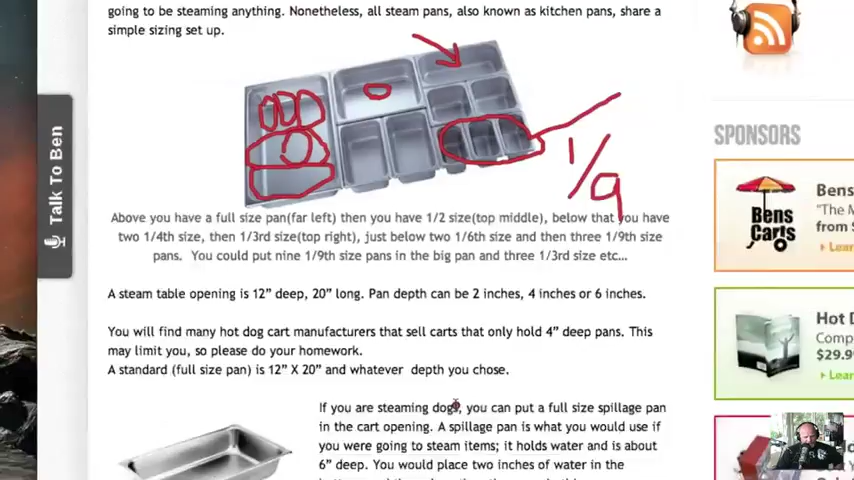 going to be steaming anything. Nonetheless, all steam pans, also known as kitchen pans, share a
simple sizing set up.
1/9
Above you have a full size pan(far left) then you have 1/2 size(top middle), below that you have
two 1/4th size, then 1/3rd size(top right), just below two 1/6th size and then three 1/9th size
pans. You could put nine 1/9th size pans in the big pan and three 1/3rd size etc...
A steam table opening is 12" deep, 20" long. Pan depth can be 2 inches, 4 inches or 6 inches.
You will find many hot dog cart manufacturers that sell carts that only hold 4" deep pans. This
may limit you, so please do your homework.
A standard (full size pan) is 12" X 20" and whatever depth you chose.
If you are steaming dogs, you can put a full size spillage pan
in the cart opening. A spillage pan is what you would use if
you were going to steam items; it holds water and is about
6" deep. You would place two inches of water in the
Talk To Ben
SPONSORS
Bens
Carts
Bens
"The M
from S
Lear
Hot D
Comp
$29.9
Lear